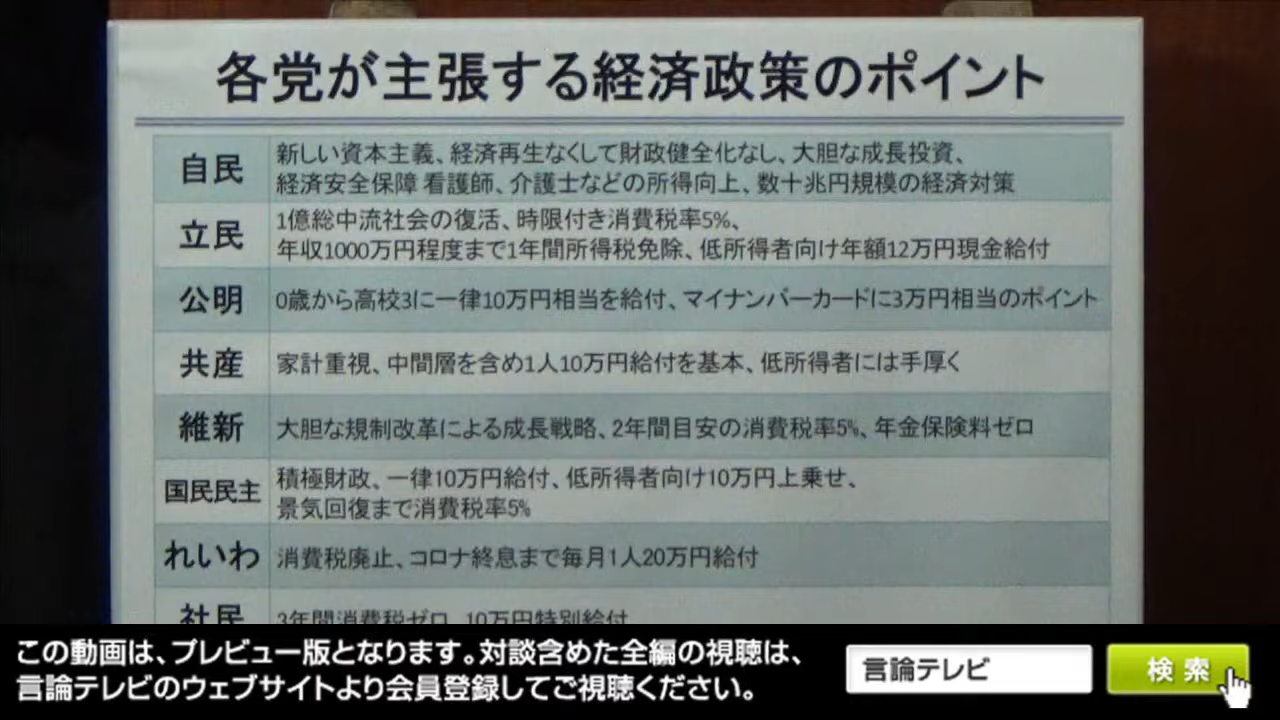 各党が主張する経済政策のポイント
自民
新しい資本主義、経済再生なくして財政健全化なし、大胆な成長投資、
経済安全保障 看護師、介護士などの所得向上、数十兆円規模の経済対策
立民
1億総中流社会の復活、時限付き消費税率5%、
年収1000万円程度まで1年間所得税免除、低所得者向け年額12万円現金給付
公明
0歳から高校3に一律10万円相当を給付、マイナンバーカードに3万円相当のポイント
共産
家計重視、中間層を含め1人10万円給付を基本、低所得者には手厚く
維新
大胆な規制改革による成長戦略、2年間目安の消費税率5%、年金保険料ゼロ
国民民主
積極財政、一律10万円給付、低所得者向け10万円上乗せ、
景気回復まで消費税率5%
れいわ
消費税廃止、コロナ終息まで毎月1人20万円給付
社民
3年間消費税ゼロ、10万円特別給付
この動画は、プレビュー版となります。対談含めた全編の視聴は、
言論テレビのウェブサイトより会員登録してご視聴ください。
言論テレビ
検索